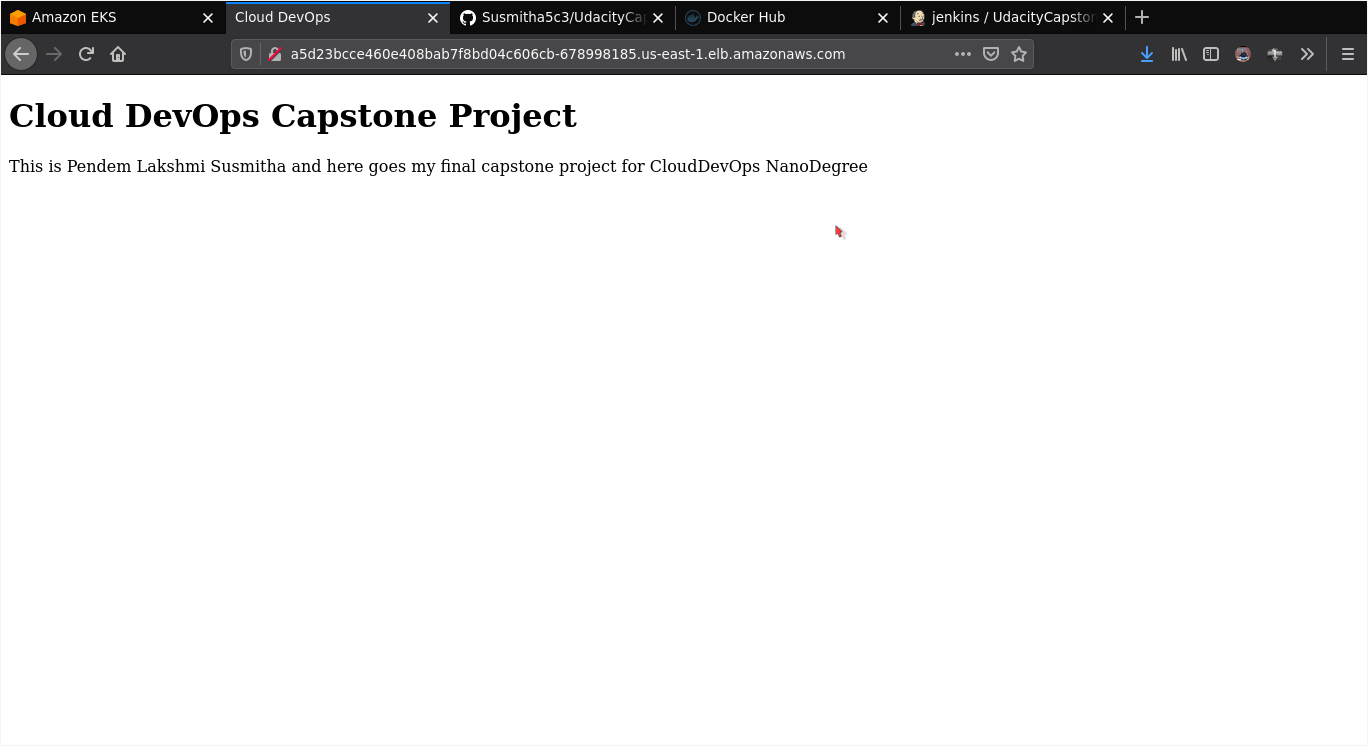 Amazon EKS
Cloud DevOps
Susmitha5c3/UdacityCa
Docker Hub
jenkins / UdacityCapston
a5d23bcce460e408bab7f8bd04c606cb-678998185.us-east-1.elb.amazonaws.com
Cloud DevOps Capstone Project
This is Pendem Lakshmi Susmitha and here goes my final capstone project for CloudDevOps NanoDegree